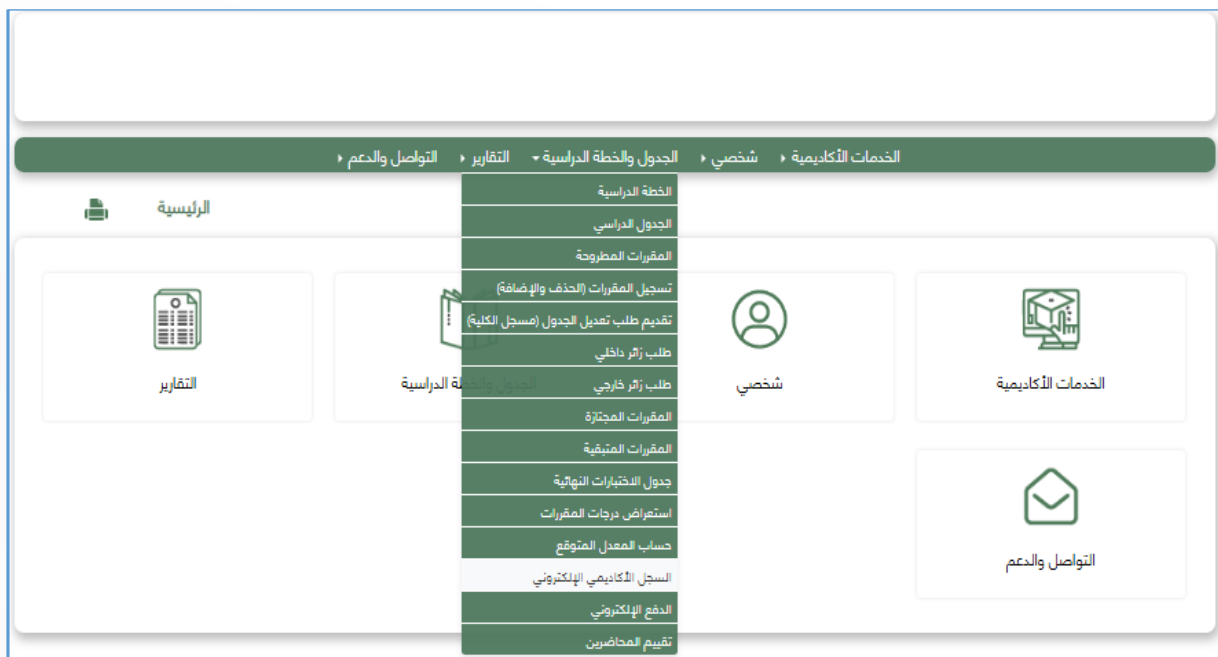 الخدمات الأكاديمية شخصي الجدول والخطة الدراسية التقارير التواصل والدعم
الرئيسية
الخطة الدراسية
الجدول الدراسي
المقررات المطروحة
تسجيل المقررات (الحذف والإضافة)
تقديم طلب تعديل الجدول (مسجل الكلية)
طلب زائر داخلي
طلب زائر خارجي
المقررات المجتازة
المقررات المتبقية
جدول الاختبارات النهائية
استعراض درجات المقررات
حساب المعدل المتوقع
السجل الأكاديمي الإلكتروني
الدفع الإلكتروني
تقييم المحاضرين
الخدمات الأكاديمية
شخصي
الجدول والخطة الدراسية
التقارير
التواصل والدعم